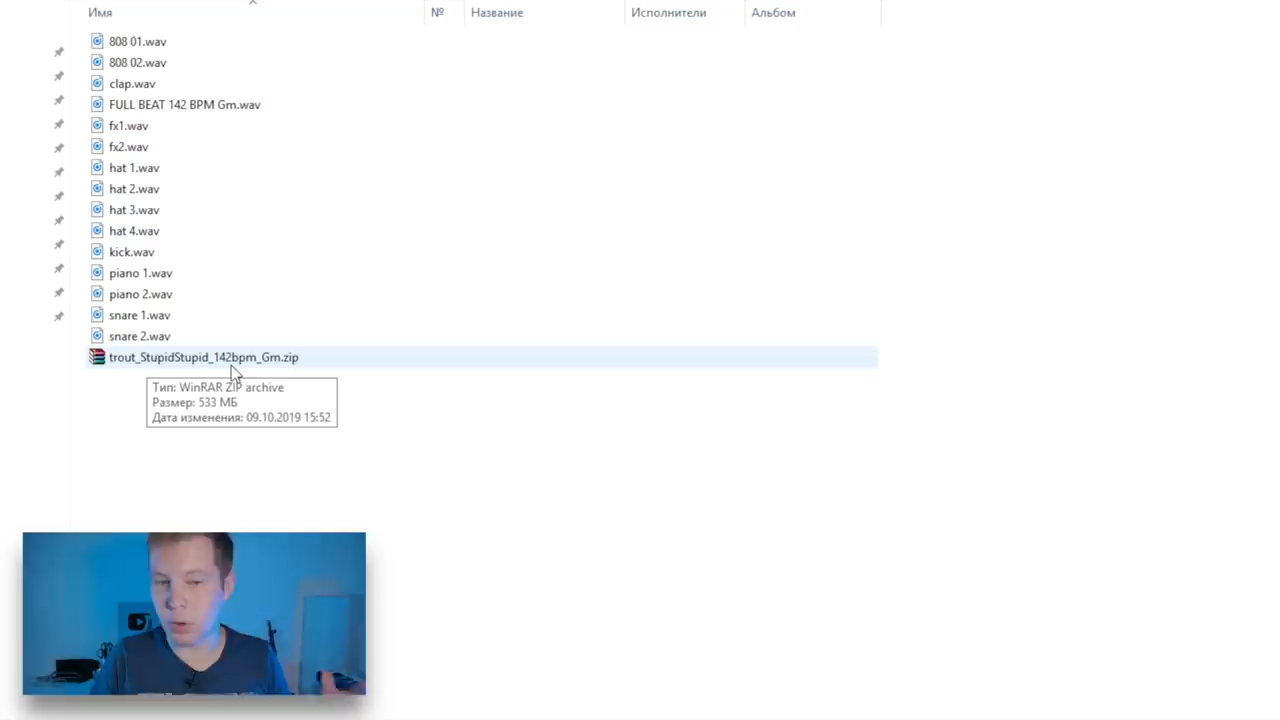 Имя № Название Исполнители Альбом
808 01.wav
808 02.wav
clap.wav
FULL BEAT 142 BPM Gm.wav
fx1.wav
fx2.wav
hat 1.wav
hat 2.wav
hat 3.wav
hat 4.wav
kick.wav
piano 1.wav
piano 2.wav
snare 1.wav
snare 2.wav
trout_StupidStupid_142bpm_Gm.zip
Тип: WinRAR ZIP archive
Размер: 533 МБ
Дата изменения: 09.10.2019 15:52